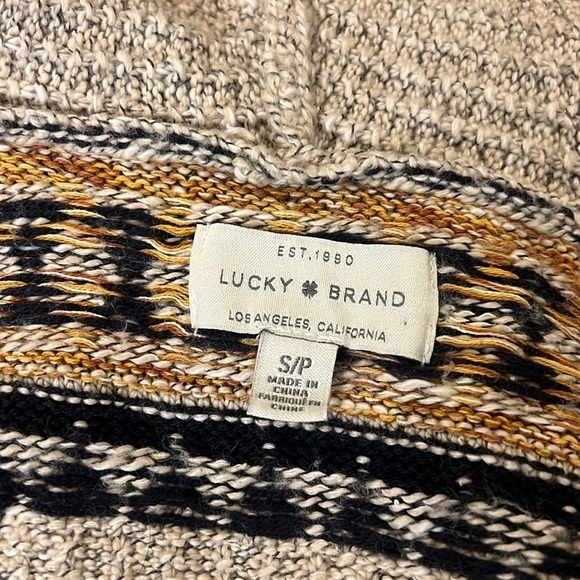 EST. 1990
LUCKY BRAND
LOS ANGELES, CALIFORNIA
S/P
MADE IN
CHINA
FABRIQUÉ EN
CHINE